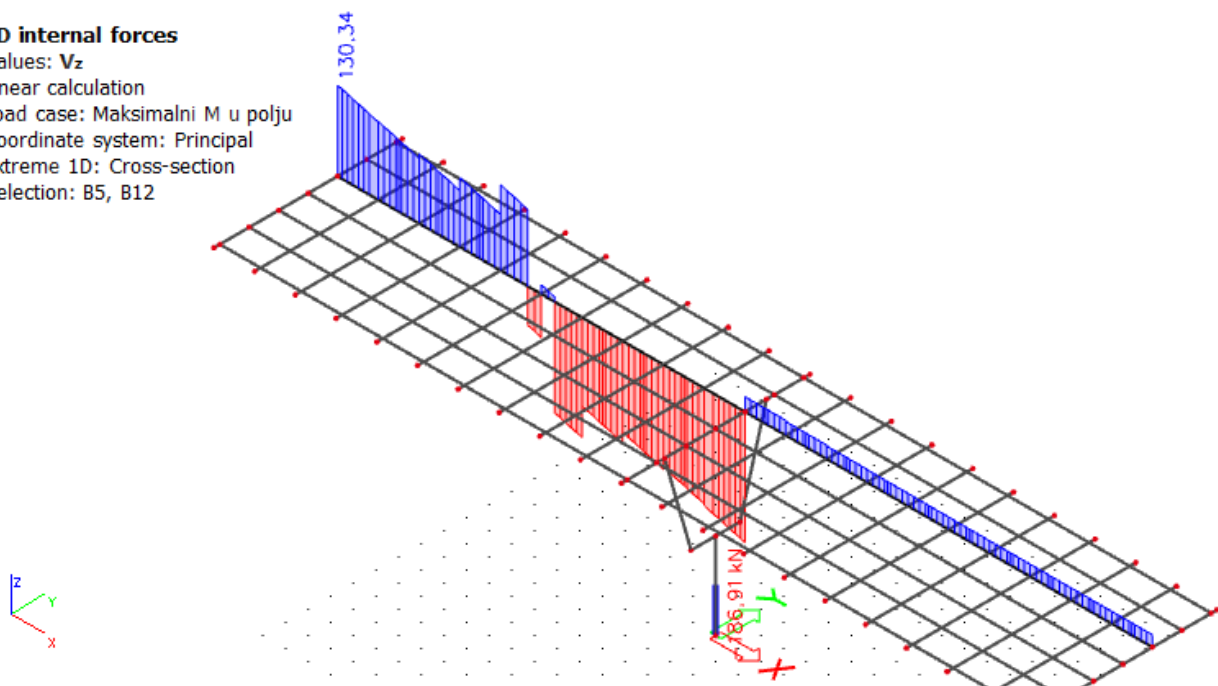 D internal forces
alues: Vz
near calculation
oad case: Maksimalni M u polju
oordinate system: Principal
xtreme 1D: Cross-section
election: B5, B12
130.34
-186.91 kN
Z
Y
X
Y
X